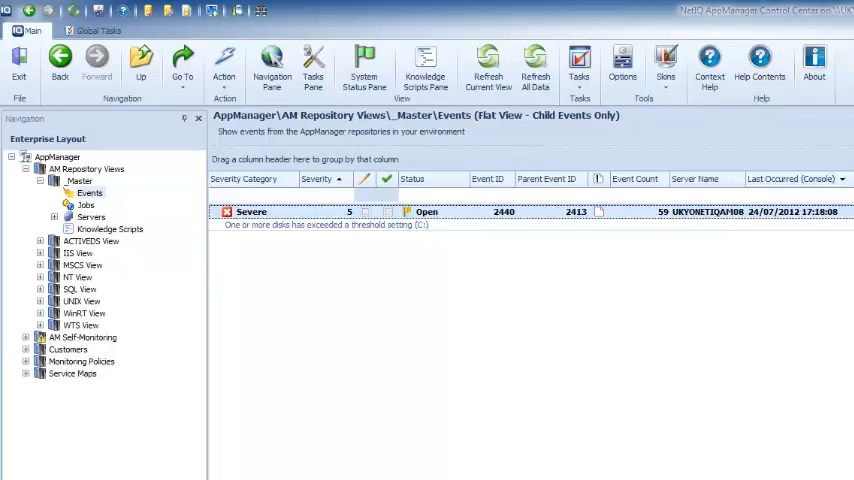 NetIQ AppManager Control Center on \\UKY
IQ Main
Global Tasks
Exit
Back
Forward
Up
Go To
Action
Navigation Pane
Tasks Pane
System Status Pane
Knowledge Scripts Pane
Refresh Current View
Refresh All Data
Tasks
Options
Skins
Context Help
Help Contents
About
File
Navigation
Action
View
Tasks
Tools
Help
Navigation
AppManager\AM Repository Views\_Master\Events (Flat View - Child Events Only)
Show events from the AppManager repositories in your environment
Enterprise Layout
Drag a column header here to group by that column
AppManager
AM Repository Views
_Master
Events
Jobs
Servers
Knowledge Scripts
ACTIVEDS View
IIS View
MSCS View
NT View
SQL View
UNIX View
WinRT View
WTS View
AM Self-Monitoring
Customers
Monitoring Policies
Service Maps
Severity Category Severity Status Event ID Parent Event ID Event Count Server Name Last Occurred (Console)
Severe 5 Open 2440 2413 59 UKYONETIQAM08 24/07/2012 17:18:08
One or more disks has exceeded a threshold setting (C:)